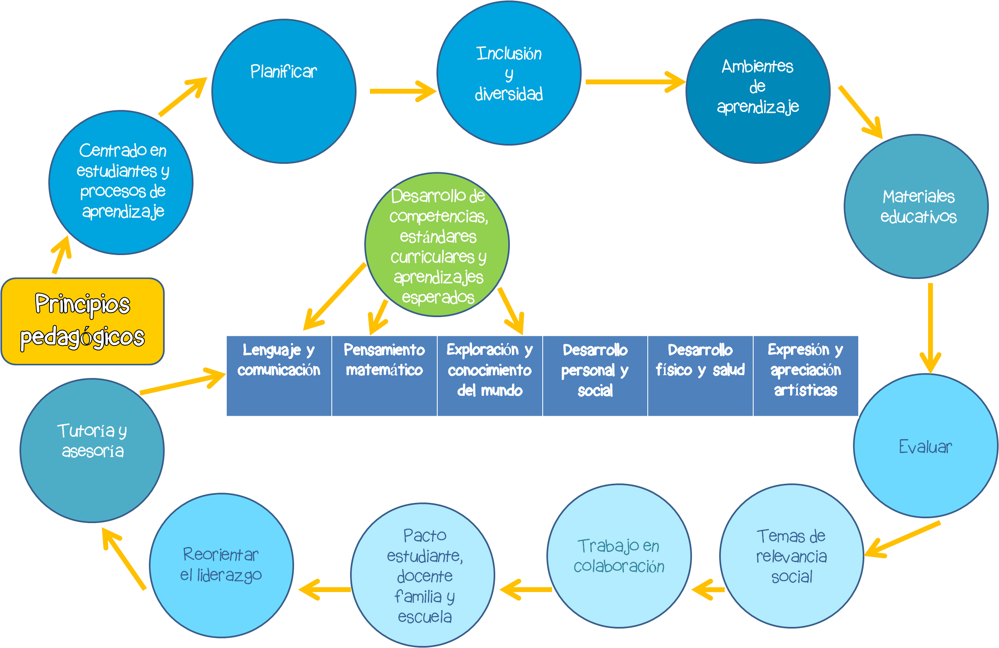 Principios
pedagógicos
Centrado en
estudiantes y
procesos de
aprendizaje
Planificar
Inclusión
y
diversidad
Ambientes
de
aprendizaje
Materiales
educativos
Evaluar
Temas de
relevancia
social
Trabajo en
colaboración
Pacto
estudiante,
docente
familia y
escuela
Reorientar
el liderazgo
Tutoría y
asesoría
Desarrollo de
competencias,
estándares
curriculares y
aprendizajes
esperados
Lenguaje y
comunicación
Pensamiento
matemático
Exploración y
conocimiento
del mundo
Desarrollo
personal y
social
Desarrollo
físico y salud
Expresión y
apreciación
artísticas